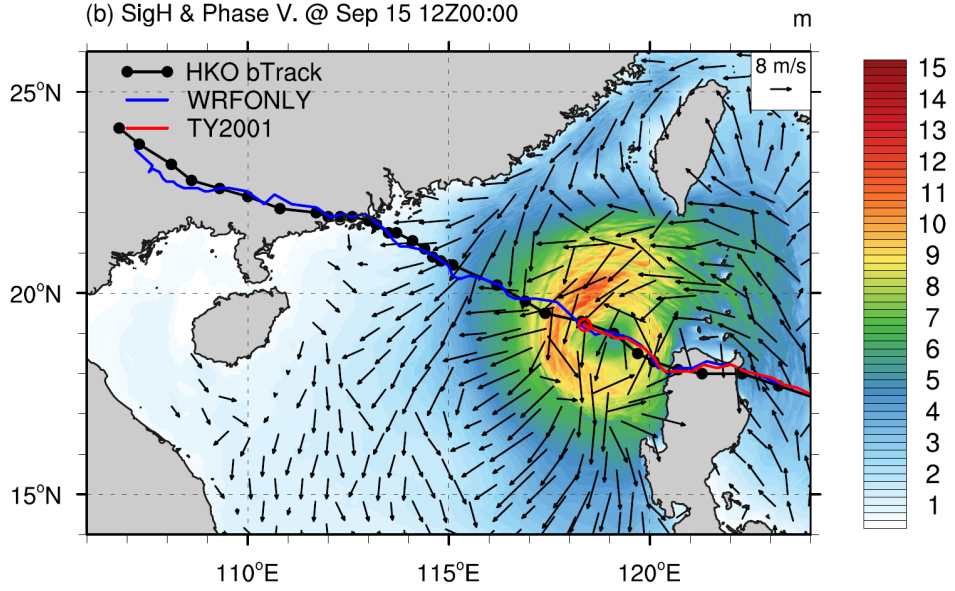 (b) SigH & Phase V. @ Sep 15 12Z00:00
m
8 m/s
HKO bTrack
WRFONLY
TY2001
25°N
20°N
15°N
110°E
115°E
120°E
15
14
13
12
11
10
9
8
7
6
5
4
3
2
1